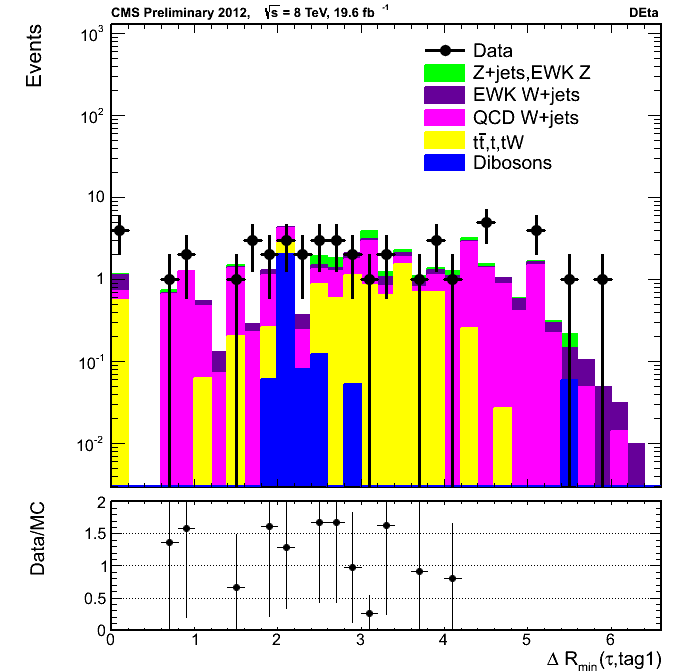 CMS Preliminary 2012, √s = 8 TeV, 19.6 fb⁻¹ DEta
Events
10³
10²
10
1
10⁻¹
10⁻²
Data
Z+jets,EWK Z
EWK W+jets
QCD W+jets
tt̄,t,tW
Dibosons
Data/MC
2
1.5
1
0.5
0
0 1 2 3 4 5 6
Δ R_min(τ,tag1)